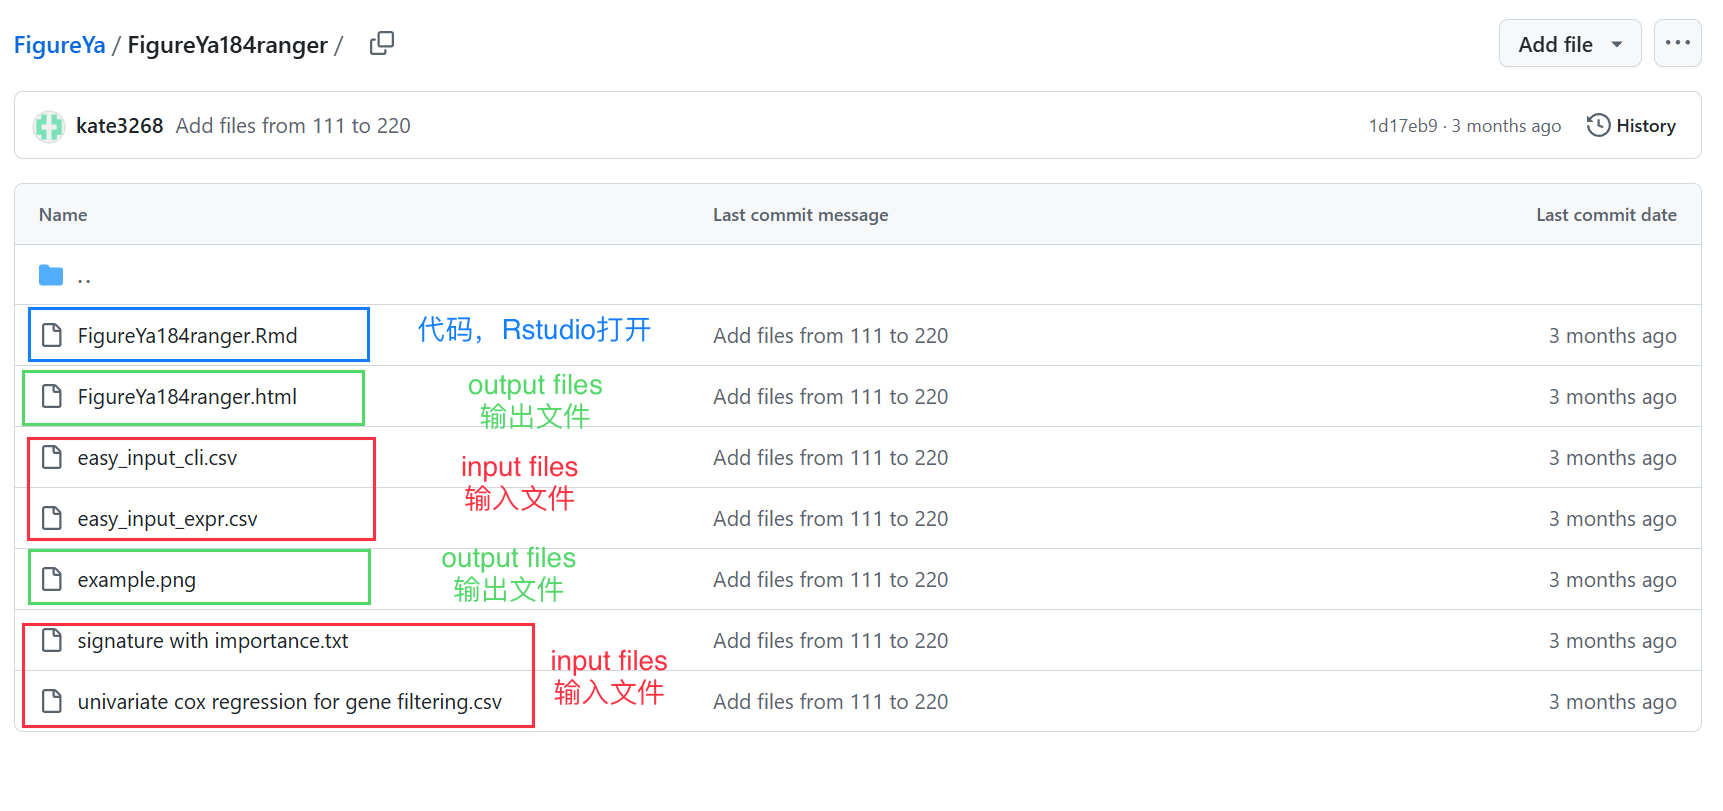 FigureYa / FigureYa184ranger /
Add file
kate3268 Add files from 111 to 220
1d17eb9 · 3 months ago
History
Name Last commit message Last commit date
..
FigureYa184ranger.Rmd 代码，Rstudio打开 Add files from 111 to 220 3 months ago
FigureYa184ranger.html Add files from 111 to 220 3 months ago
output files
输出文件
easy_input_cli.csv Add files from 111 to 220 3 months ago
input files
输入文件
easy_input_expr.csv Add files from 111 to 220 3 months ago
output files
输出文件
example.png Add files from 111 to 220 3 months ago
signature with importance.txt Add files from 111 to 220 3 months ago
input files
输入文件
univariate cox regression for gene filtering.csv Add files from 111 to 220 3 months ago